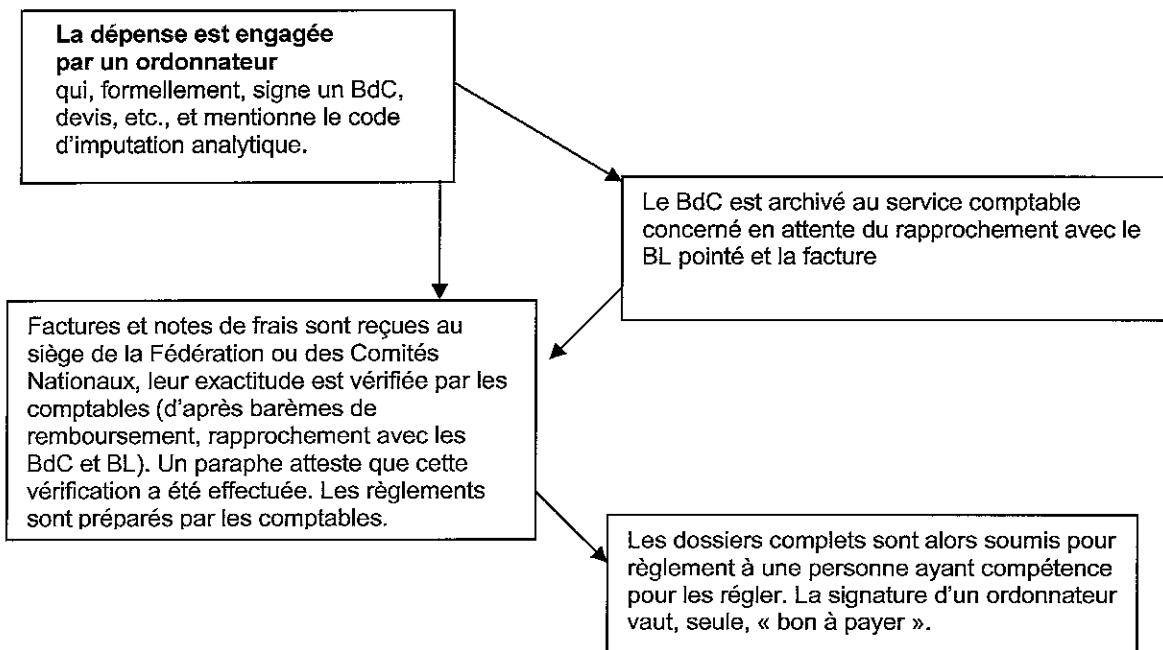 La dépense est engagée
par un ordonnateur
qui, formellement, signe un BdC,
devis, etc., et mentionne le code
d'imputation analytique.
Le BdC est archivé au service comptable
concerné en attente du rapprochement avec le
BL pointé et la facture
Factures et notes de frais sont reçues au
siège de la Fédération ou des Comités
Nationaux, leur exactitude est vérifiée par les
comptables (d'après barèmes de
remboursement, rapprochement avec les
BdC et BL). Un paraphe atteste que cette
vérification a été effectuée. Les règlements
sont préparés par les comptables.
Les dossiers complets sont alors soumis pour
règlement à une personne ayant compétence
pour les régler. La signature d'un ordonnateur
vaut, seule, « bon à payer ».